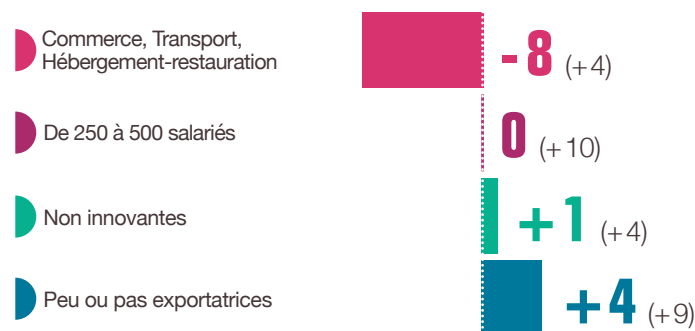 Commerce, Transport,
Hébergement-restauration
- 8 (+4)
De 250 à 500 salariés
0 (+10)
Non innovantes
+ 1 (+4)
Peu ou pas exportatrices
+4 (+9)